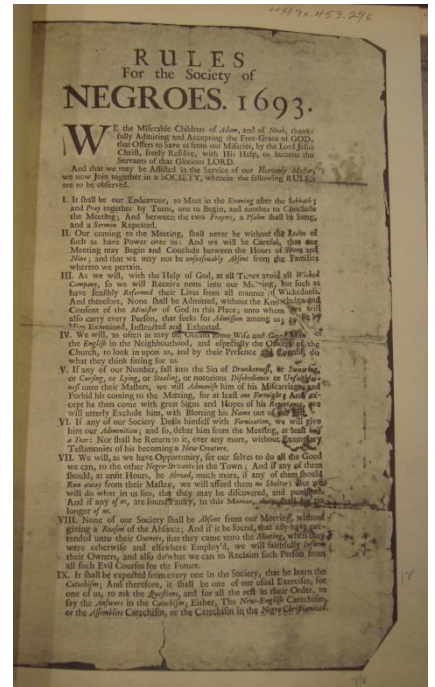 RULES
For the Society of
NEGROES. 1693.
WE the Miserable Children of Adam, and of Noah, thank-
fully Admiring and Accepting the Free-Grace of GOD,
that Offers to Save us from our Miseries, by the Lord Jesus
Christ, freely Resolve, with His Help, to become the
Servants of that Glorious LORD.
And that we may be Assisted in the Service of our Heavenly Master,
we now Join together in a SOCIETY, wherein the following RULES
are to be observed.
I. It shall be our Endeavour, to Meet in the Evening after the Sabbath;
and Pray together by Turns, one to Begin, and another to Conclude
the Meeting; And between the two Prayers, a Psalm shall be Sung,
and a Sermon Repeated.
II. Our coming to the Meeting, shall never be without the Leave of
such as have Power over us: And we will be Careful, that our
Meeting may Begin and Conclude between the Hours of Seven and
Nine; and that we may not be unseasonably Absent from the Families
whereto we pertain.
III. As we will, with the Help of God, at all Times avoid all Wicked
Company, so we will Receive none into our Meeting, but such as
have sensibly Reformed their Lives from all manner of Wickedness.
And therefore, None shall be Admitted, without the Knowledge and
Consent of the Minister of God in this Place; unto whom we will
also carry every Person, that seeks for Admission among us; to be by
Him Examined, Instructed and Exhorted.
IV. We will, as often as may be, Obtain some Wise and Good Man, of
the English in the Neighbourhood, and especially the Officers of the
Church, to look in upon us, and by their Presence and Counsil, do
what they think fitting for us.
V. If any of our Number, fall into the Sin of Drunkenness, or Swearing,
or Cursing, or Lying, or Stealing, or notorious Disobedience or Unfaithful-
ness unto their Masters, we will Admonish him of his Miscarriage, and
Forbid his coming to the Meeting, for at least one Fortnight; And ex-
cept he then come with great Signs and Hopes of his Repentance, we
will utterly Exclude him, with Blotting his Name out of our
VI. If any of our Society Defile himself with Fornication, we will give
him our Admonition; and so, debar him from the Meeting, at least half
a Year: Nor shall he Return to it, ever any more, without Exemplary
Testimonies of his becoming a New Creature.
VII. We will, as we have Opportunity, set our selves to do all the Good
we can, to the other Negro-Servants in the Town; And if any of them
should, at unfit Hours, be Abroad, much more, if any of them should
Run away from their Masters, we will afford them no Shelter: But we
will do what in us lies, that they may be discovered, and punished.
And if any of us, are found Faulty, in this Matter, they shall be no
longer of us.
VIII. None of our Society shall be Absent from our Meeting, without
giving a Reason of the Absence; And if it be found, that any have pre-
tended unto their Owners, that they came unto the Meeting, when they
were otherwise and elsewhere Employ'd, we will faithfully Inform
their Owners, and also do what we can to Reclaim such Person from
all such Evil Courses for the Future.
IX. It shall be expected from every one in the Society, that he learn the
Catechism; And therefore, it shall be one of our usual Exercises, for
one of us, to ask the Questions, and for all the rest in their Order, to
say the Answers in the Catechism; Either, The New-English Catechism,
or the Assemblies Catechism, or the Catechism in the Negro Christianized.